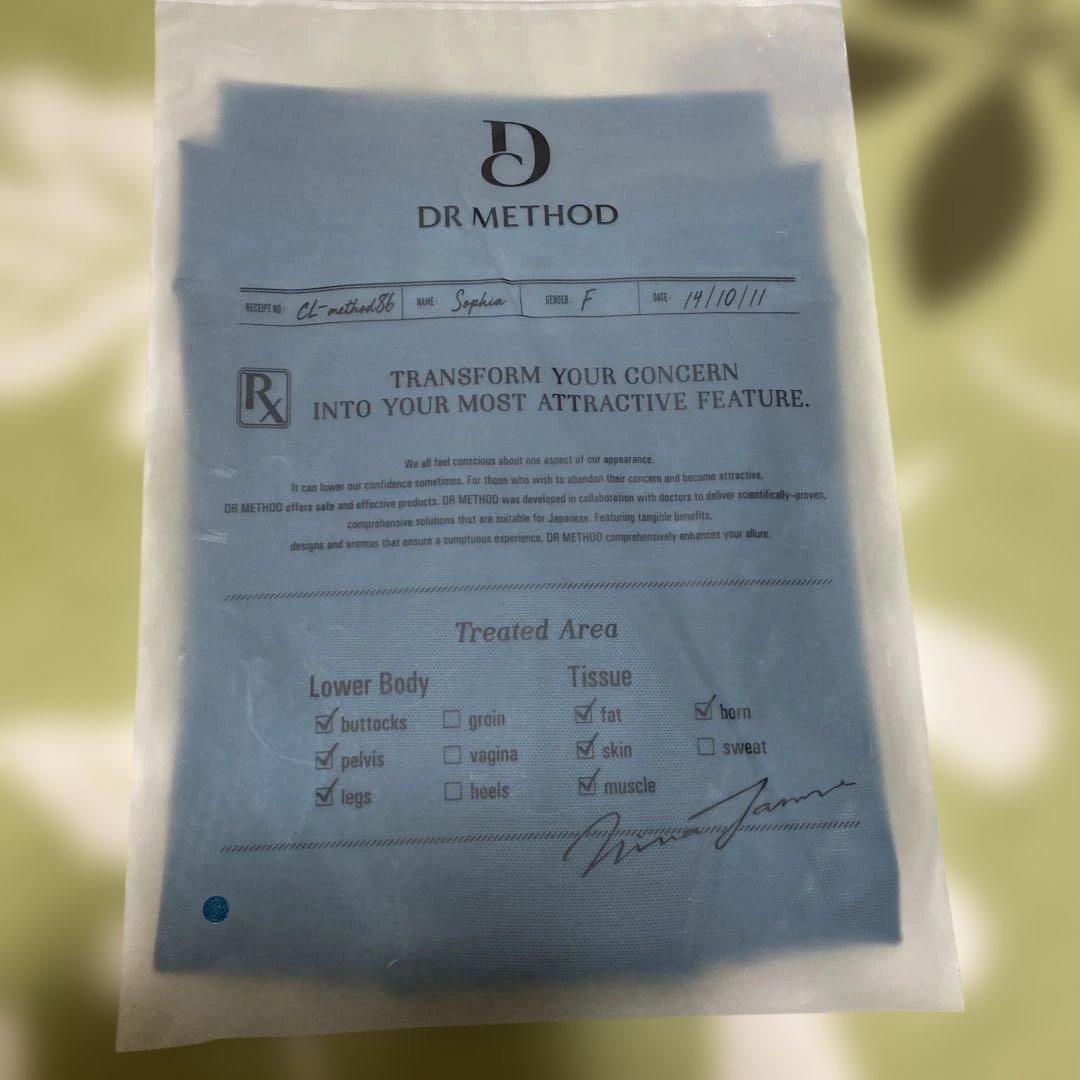 D
DR METHOD
RECEIPT NO: CL-method86 NAME: Sophia GENDER: F DATE: 14/10/11
Rx TRANSFORM YOUR CONCERN
INTO YOUR MOST ATTRACTIVE FEATURE.
We all feel conscious about one aspect of our appearance.
It can lower our confidence sometimes. For those who wish to abandon their concern and become attractive,
DR METHOD offers safe and effective products. DR METHOD was developed in collaboration with doctors to deliver scientifically-proven,
comprehensive solutions that are suitable for Japanese. Featuring tangible benefits,
designs and aromas that ensure a sumptuous experience, DR METHOD comprehensively enhances your allure.
Treated Area
Lower Body Tissue
buttocks groin fat born
pelvis vagina skin sweat
legs heels muscle